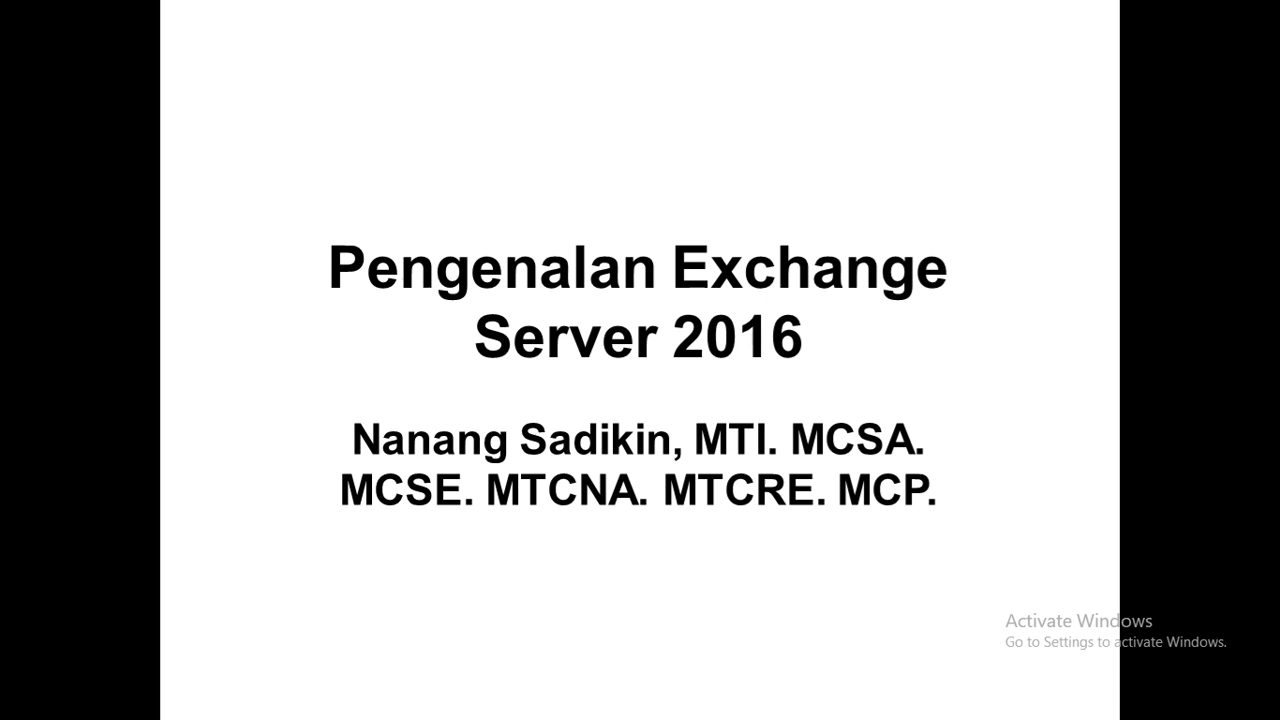 Pengenalan Exchange
Server 2016
Nanang Sadikin, MTI. MCSA.
MCSE. MTCNA. MTCRE. MCP.
Activate Windows
Go to Settings to activate Windows.